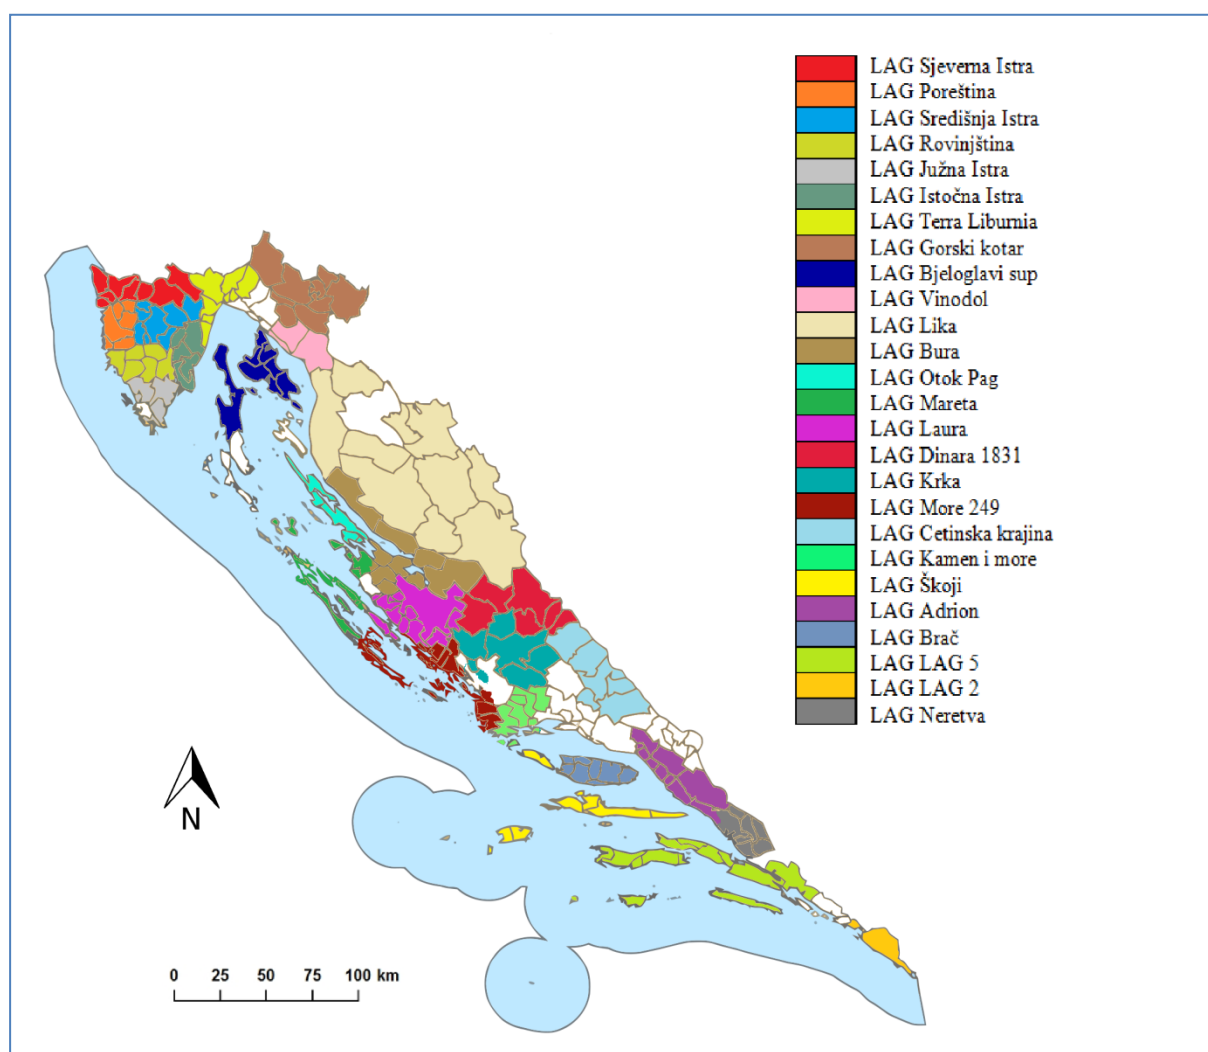 LAG Sjeverna Istra
LAG Poreština
LAG Središnja Istra
LAG Rovinjština
LAG Južna Istra
LAG Istočna Istra
LAG Terra Liburnia
LAG Gorski kotar
LAG Bjeloglavi sup
LAG Vinodol
LAG Lika
LAG Bura
LAG Otok Pag
LAG Mareta
LAG Laura
LAG Dinara 1831
LAG Krka
LAG More 249
LAG Cetinska krajina
LAG Kamen i more
LAG Škoji
LAG Adrion
LAG Brač
LAG LAG 5
LAG LAG 2
LAG Neretva
N
0 25 50 75 100 km